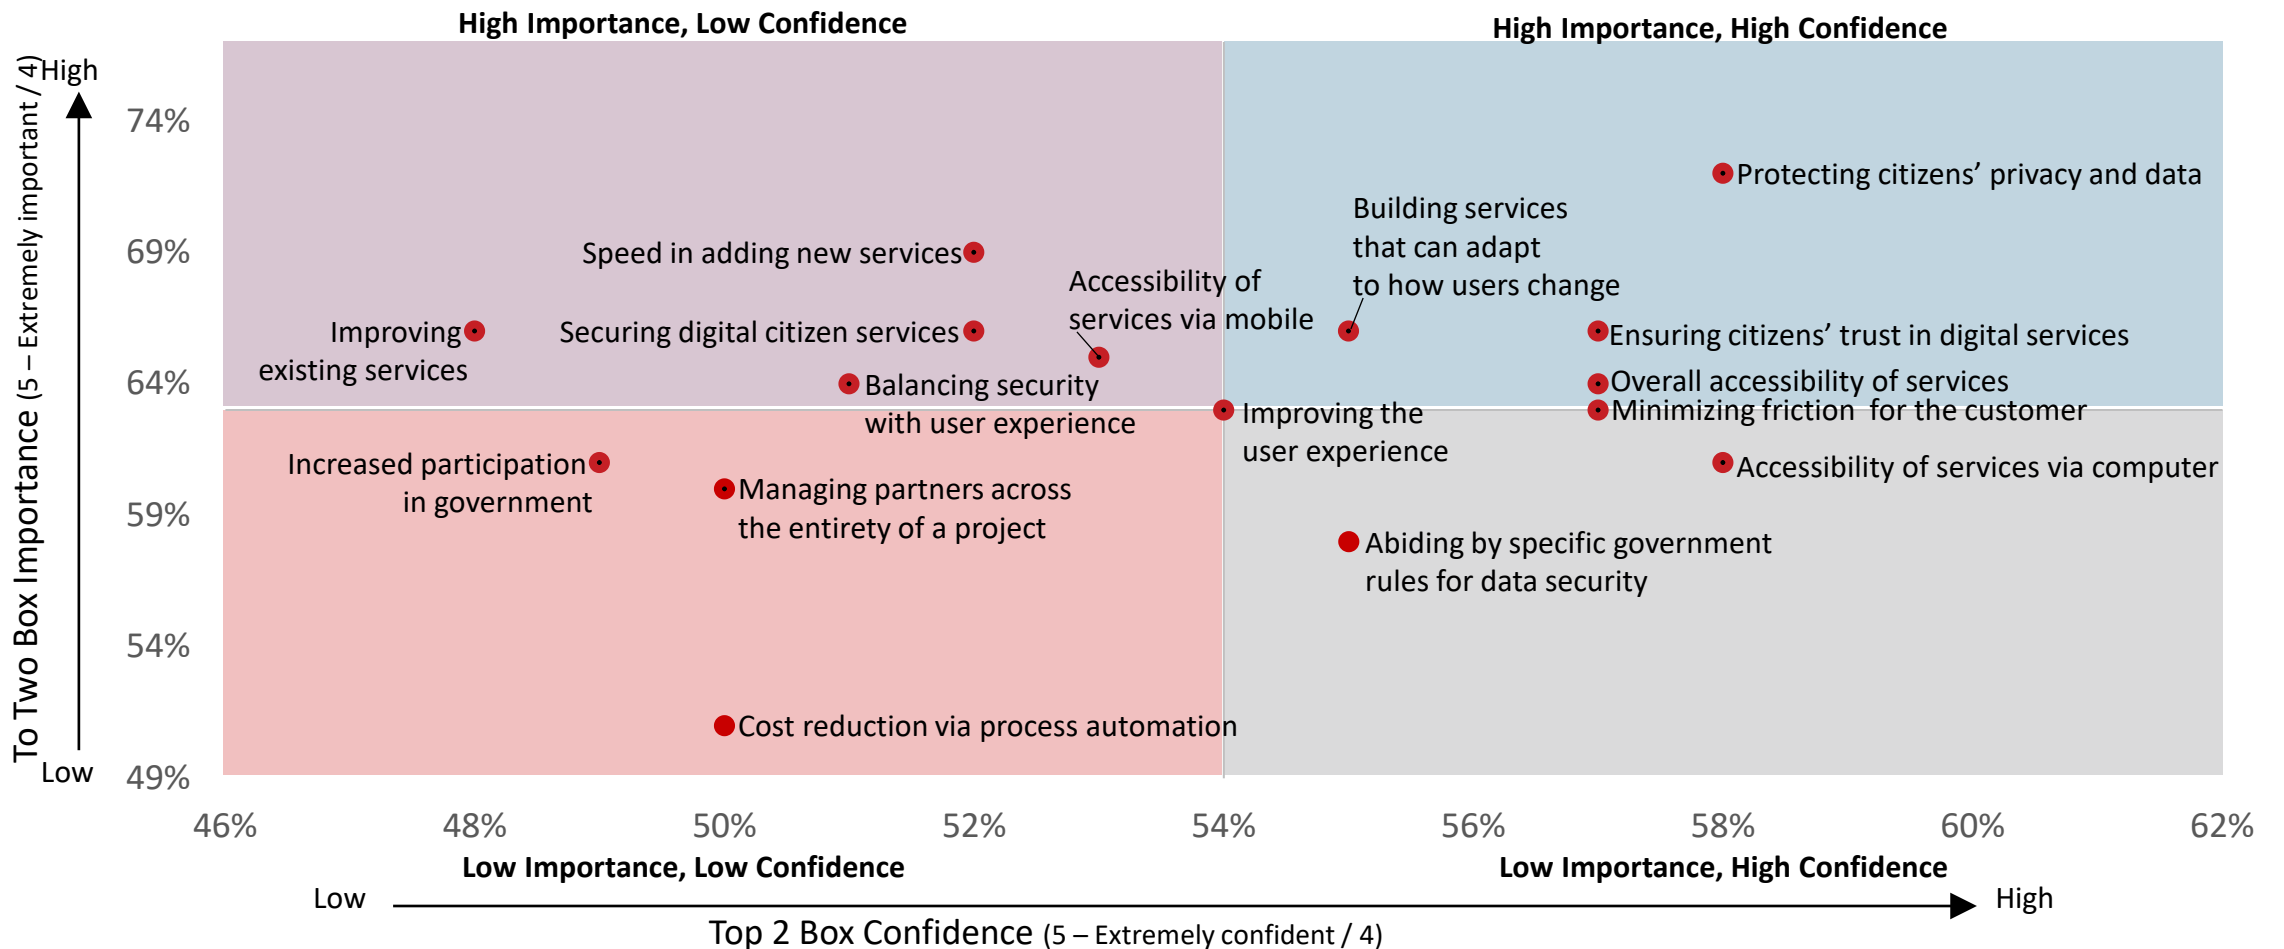 High Importance, Low Confidence
High Importance, High Confidence
To Two Box Importance (5 – Extremely important / 4)
High
74%
69%
64%
59%
54%
49%
Low
Protecting citizens’ privacy and data
Building services
that can adapt
to how users change
Speed in adding new services
Accessibility of
services via mobile
Improving
existing services
Securing digital citizen services
Ensuring citizens’ trust in digital services
Balancing security
with user experience
Overall accessibility of services
Minimizing friction  for the customer
Improving the
user experience
Increased participation
in government
Managing partners across
the entirety of a project
Accessibility of services via computer
Abiding by specific government
rules for data security
Cost reduction via process automation
46% 48% 50% 52% 54% 56% 58% 60% 62%
Low Importance, Low Confidence
Low Importance, High Confidence
Low
High
Top 2 Box Confidence (5 – Extremely confident / 4)